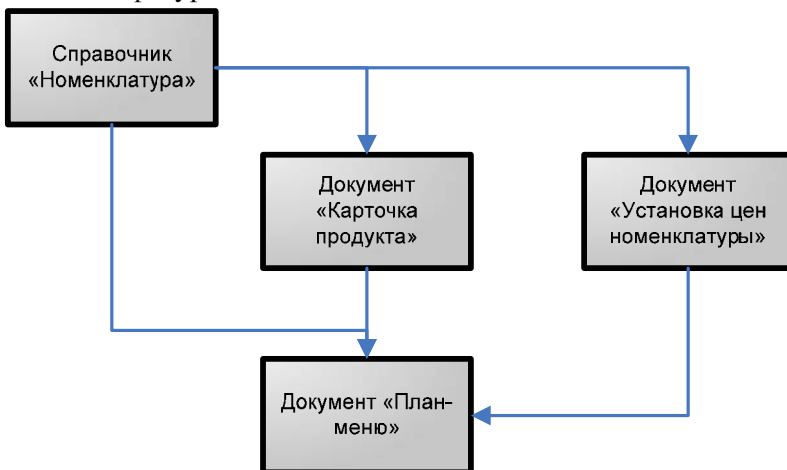 Справочник
«Номенклатура»
Документ
«Карточка
продукта»
Документ
«Установка цен
номенклатуры»
Документ «План-
меню»